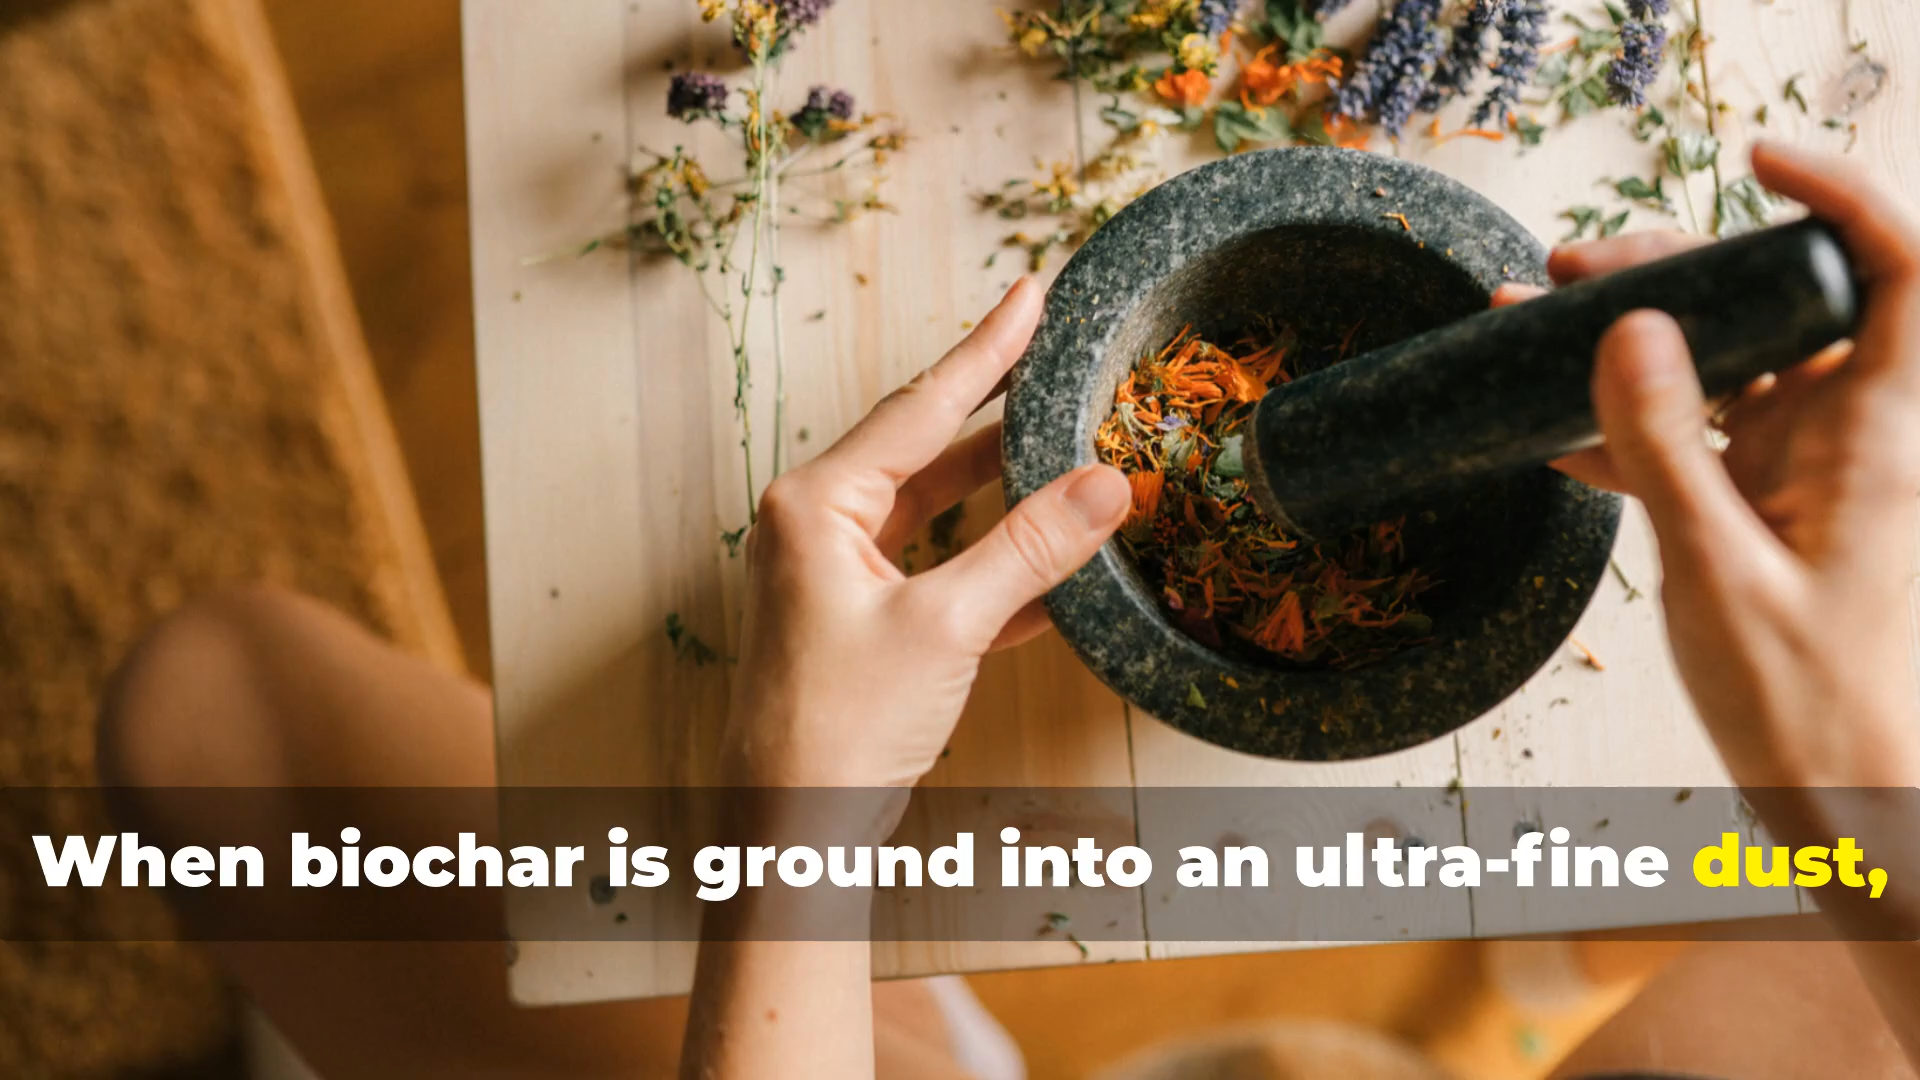 When biochar is ground into an ultra-fine dust,